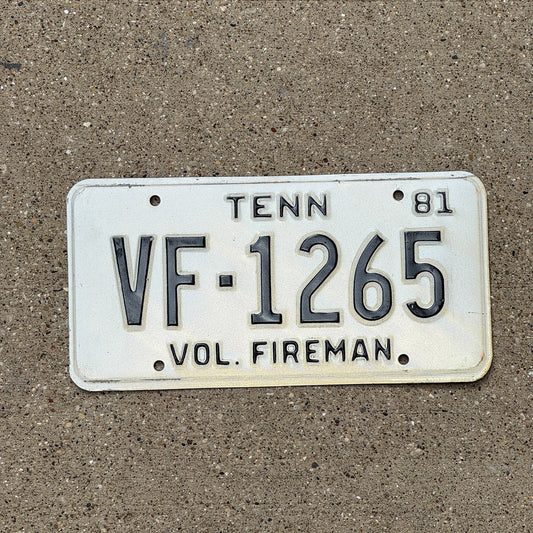 TENN 81
VF·1265
VOL. FIREMAN